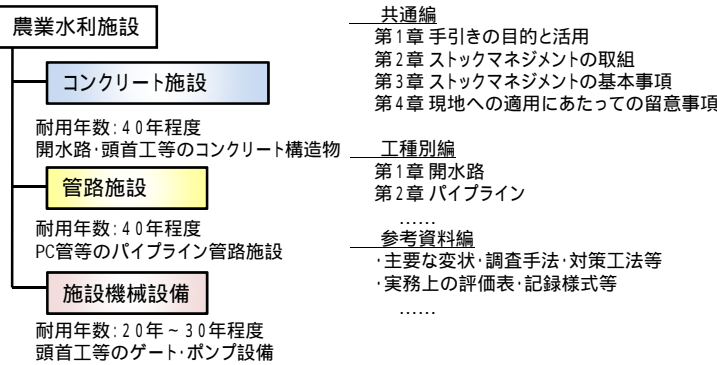 農業水利施設
コンクリート施設
耐用年数:40年程度
開水路･頭首工等のコンクリート構造物
管路施設
耐用年数:40年程度
PC管等のパイプライン管路施設
施設機械設備
耐用年数:20年~30年程度
頭首工等のゲート･ポンプ設備
共通編
第1章 手引きの目的と活用
第2章 ストックマネジメントの取組
第3章 ストックマネジメントの基本事項
第4章 現地への適用にあたっての留意事項
工種別編
第1章 開水路
第2章 パイプライン
……
参考資料編
･主要な変状･調査手法･対策工法等
･実務上の評価表･記録様式等
……